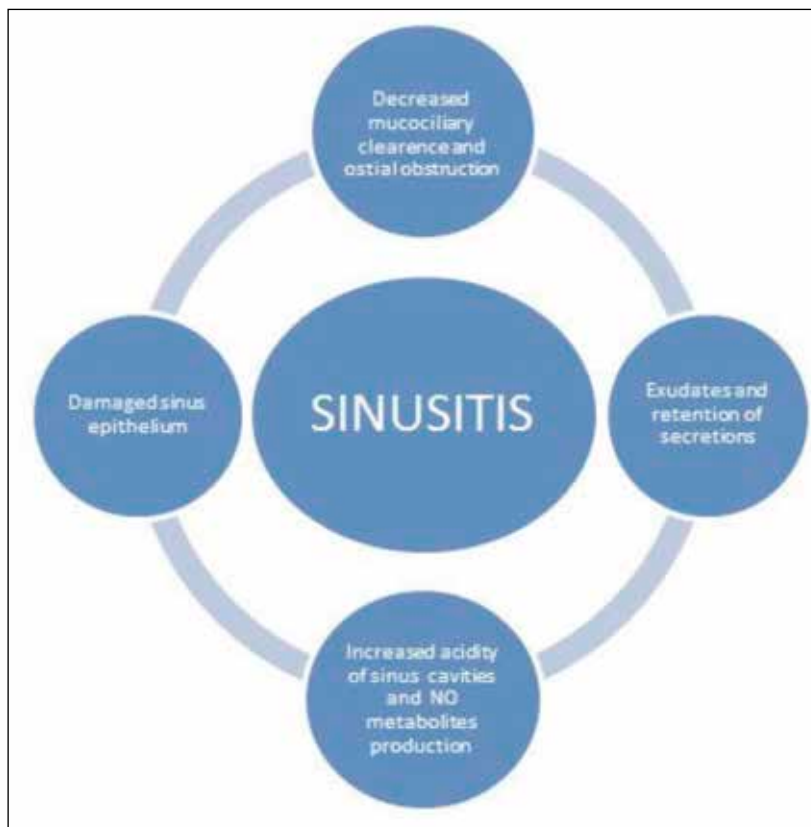 Decreased
mucociliary
clearence and
ostial obstruction
Damaged sinus
epithelium
SINUSITIS
Exudates and
retention of
secretions
Increased acidity
of sinus cavities
and NO
metabolites
production